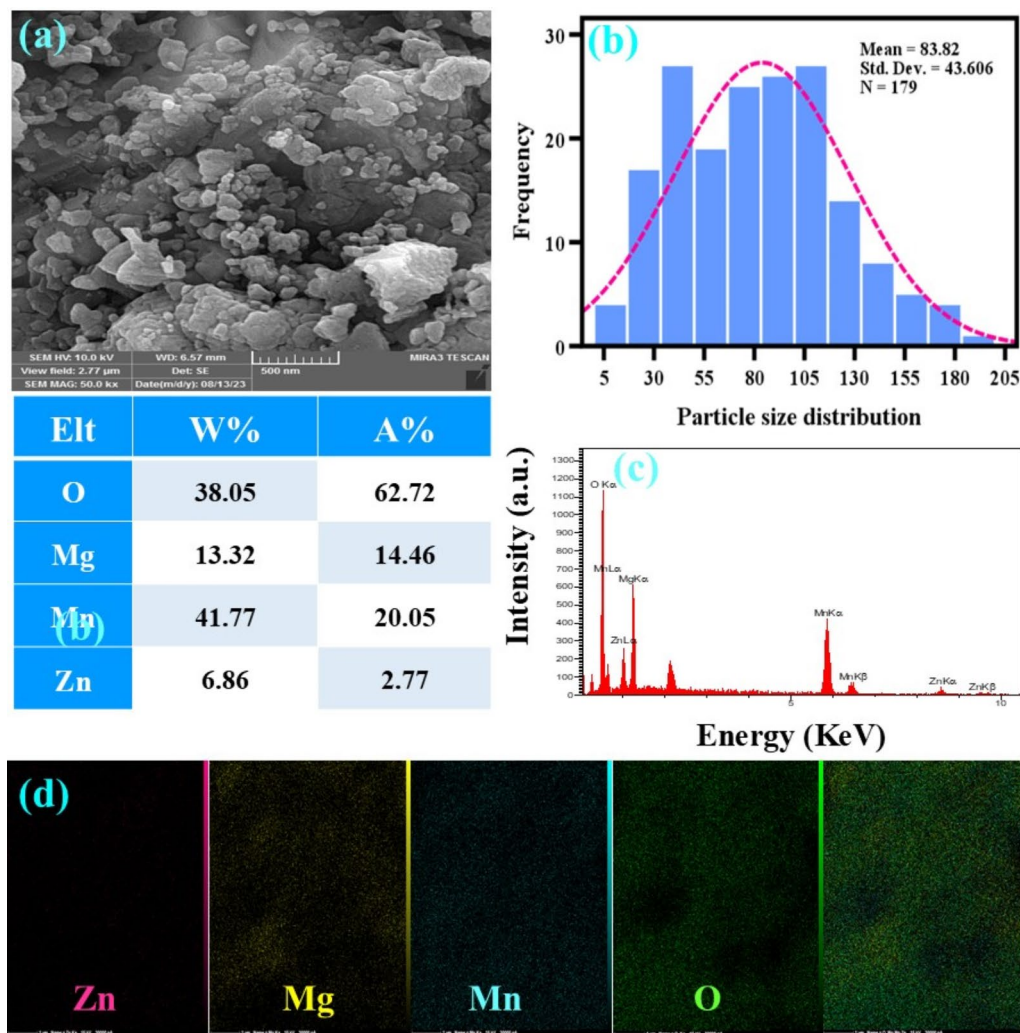 (a)
SEM HV: 10.0 kV WD: 6.57 mm MIRA3 TESCAN
View field: 2.77 µm Det: SE 500 nm
SEM MAG: 50.0 kx Date(m/d/y): 08/13/23
(b)
Mean = 83.82
Std. Dev. = 43.606
N = 179
Frequency
30
20
10
0
5 30 55 80 105 130 155 180 205
Particle size distribution
Elt W% A%
O 38.05 62.72
Mg 13.32 14.46
Mn 41.77 20.05
(b)
Zn 6.86 2.77
(c)
Intensity (a.u.)
1300
1200
1100
1000
900
800
700
600
500
400
300
200
100
0
O Kα
MnLα
MgKα
ZnLα
MnKα
MnKβ
ZnKα
ZnKβ
5 10
Energy (KeV)
(d)
Zn Mg Mn O